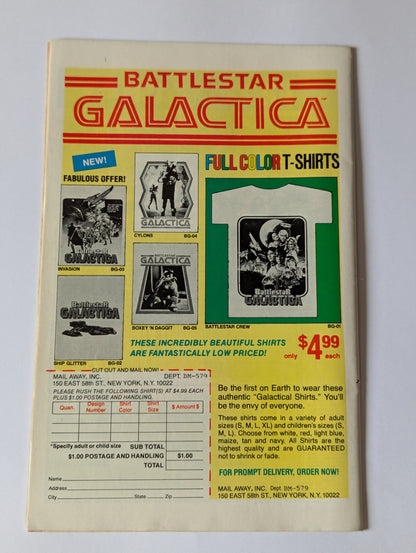 BATTLESTAR
GALACTICA™
NEW!
FABULOUS OFFER!
FULL COLOR T-SHIRTS
GALACTICA
CYLONS BG-04
BATTLESTAR
GALACTICA
INVASION BG-03
GALACTICA
BOXEY 'N DAGGIT BG-05
BATTLESTAR
GALACTICA
SHIP GLITTER BG-02
BATTLESTAR
GALACTICA
BATTLESTAR CREW BG-01
THESE INCREDIBLY BEAUTIFUL SHIRTS
ARE FANTASTICALLY LOW PRICED!
only $4.99 each
CUT OUT AND MAIL NOW!
MAIL AWAY, INC. DEPT. BM-579
150 EAST 58th ST., NEW YORK, N.Y. 10022
PLEASE RUSH THE FOLLOWING SHIRT(S) AT $4.99 EACH
PLUS $1.00 POSTAGE AND HANDLING.
Quan. Design Number Shirt Color Shirt Size $ Amount $
*Specify adult or child size SUB TOTAL
$1.00 POSTAGE AND HANDLING $1.00
TOTAL
Name
Address
City State Zip
Be the first on Earth to wear these
authentic "Galactical Shirts." You'll
be the envy of everyone.
These shirts come in a variety of adult
sizes (S, M, L, XL) and children's sizes (S,
M, L). Choose from white, red, light blue,
maize, tan and navy. All Shirts are the
highest quality and are GUARANTEED
not to shrink or fade.
FOR PROMPT DELIVERY, ORDER NOW!
MAIL AWAY, INC. Dept. BM-579
150 EAST 58th ST., NEW YORK, N.Y. 10022